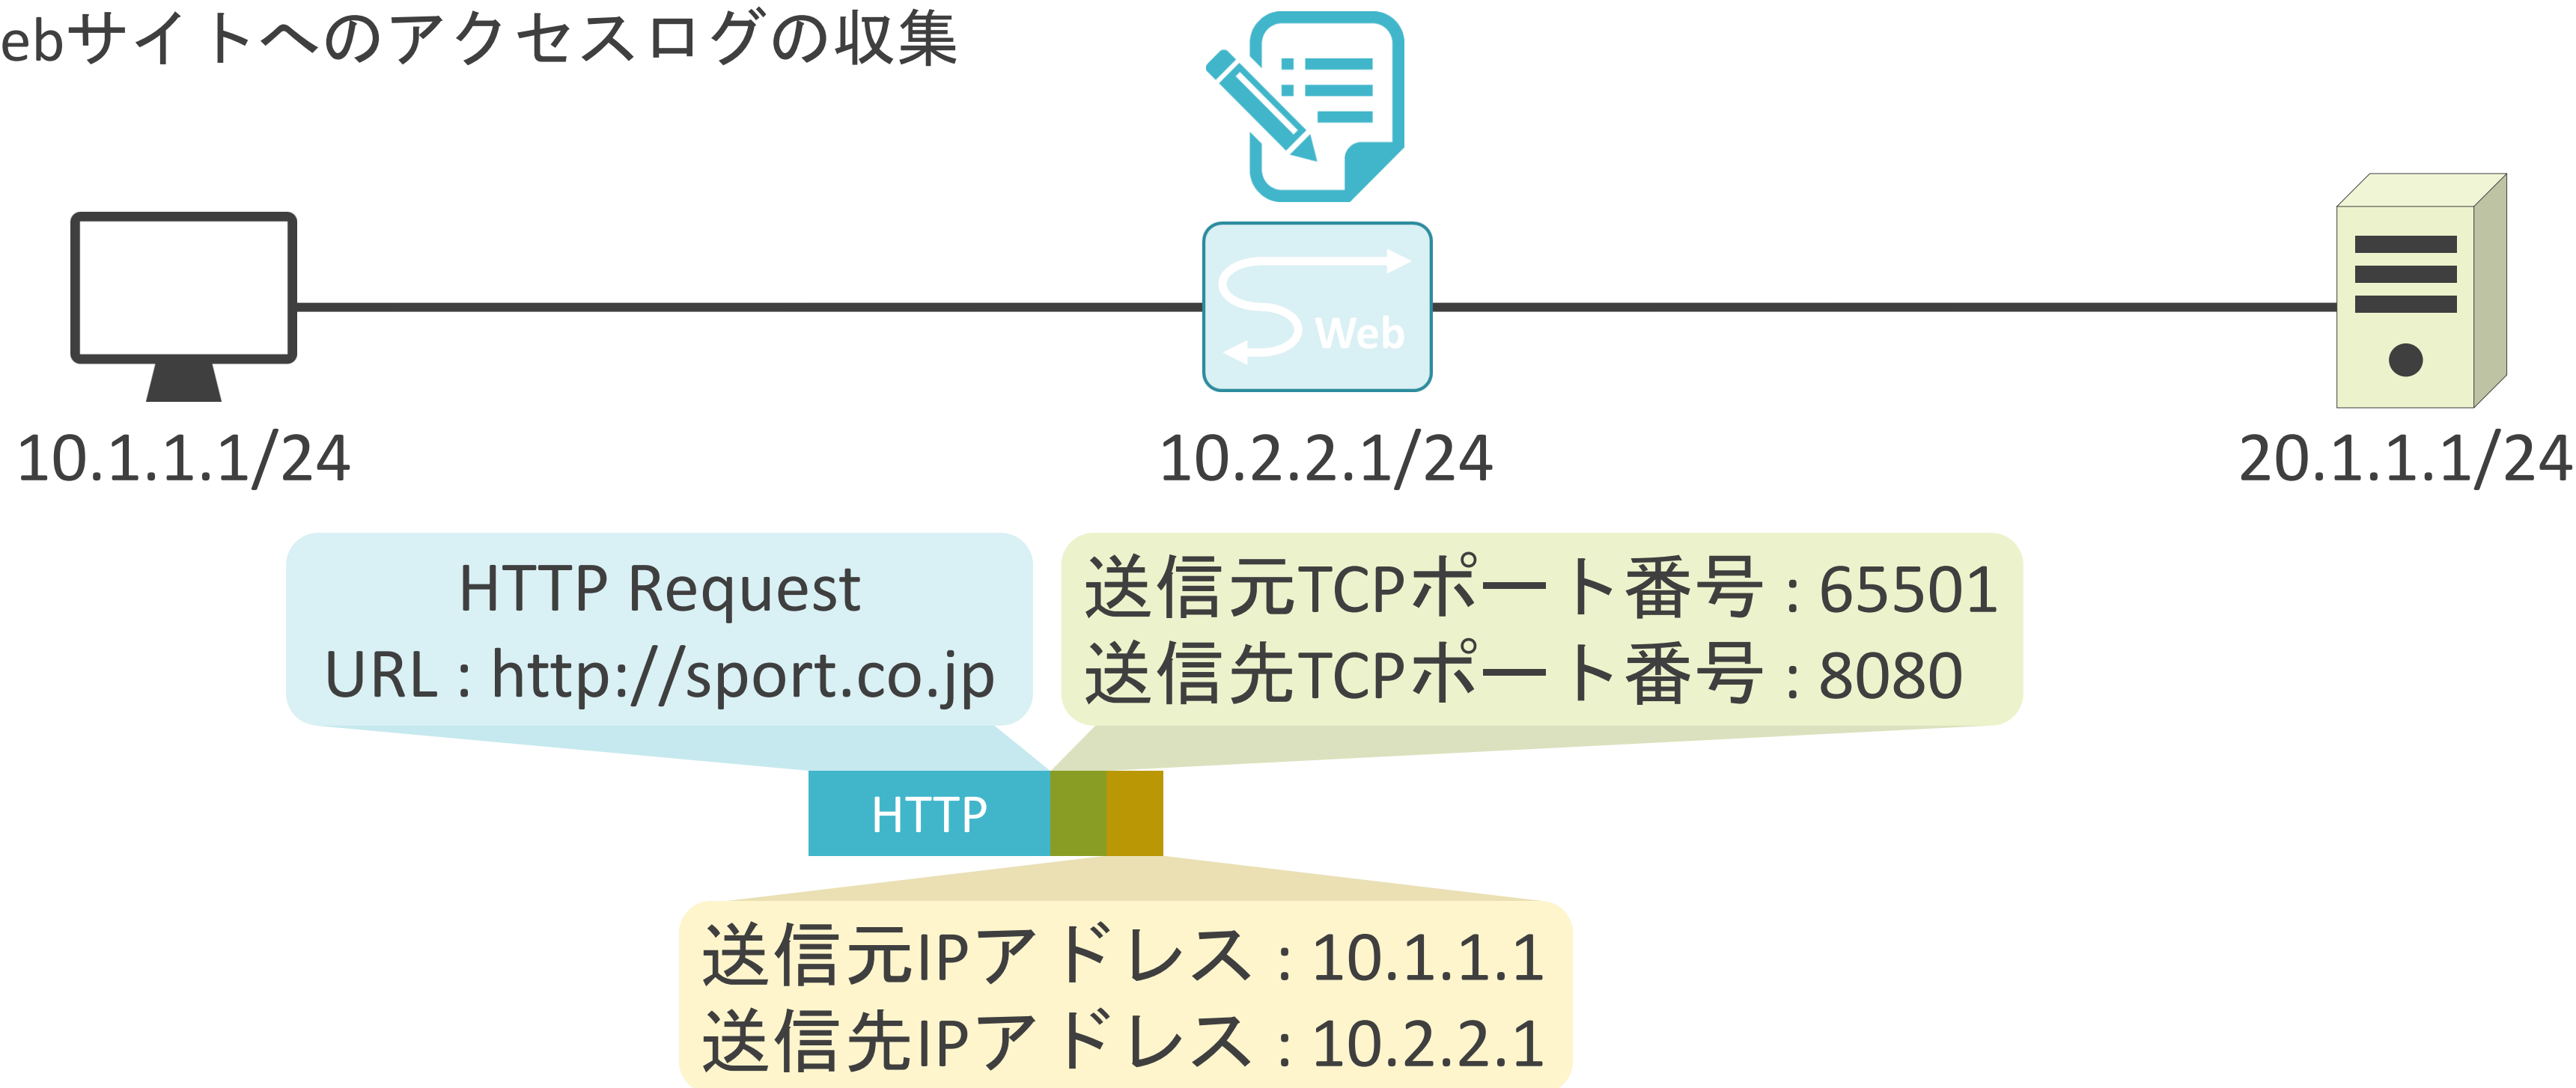 ebサイトへのアクセスログの収集
Web
10.1.1.1/24
10.2.2.1/24
20.1.1.1/24
HTTP Request
URL : http://sport.co.jp
送信元TCPポート番号 : 65501
送信先TCPポート番号 : 8080
HTTP
送信元IPアドレス : 10.1.1.1
送信先IPアドレス : 10.2.2.1